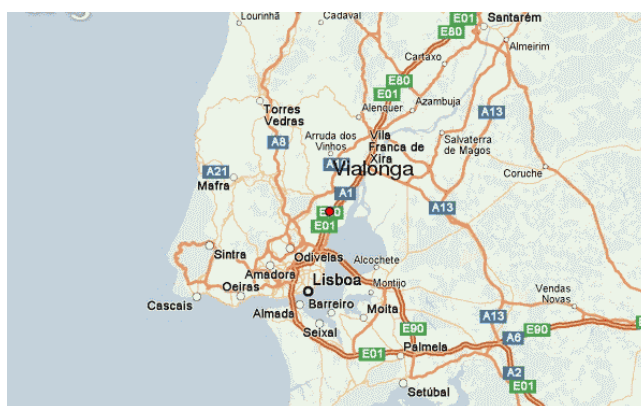 Lourinhã
Cadaval
E01
E80
Santarém
Almeirim
Cartaxo
E80
E01
Torres
Vedras
Alenquer
Azambuja
A13
A8
Arruda dos
Vinhos
Vila
Franca de
Xira
Salvaterra
de Magos
Vialonga
A21
Mafra
A1
Coruche
A13
E01
Sintra
Odivelas
Amadora
Alcochete
Lisboa
Montijo
Cascais
Oeiras
Almada
Barreiro
Moita
Vendas
Novas
Seixal
E90
A13
E90
A6
E01
Palmela
A2
E01
Setúbal